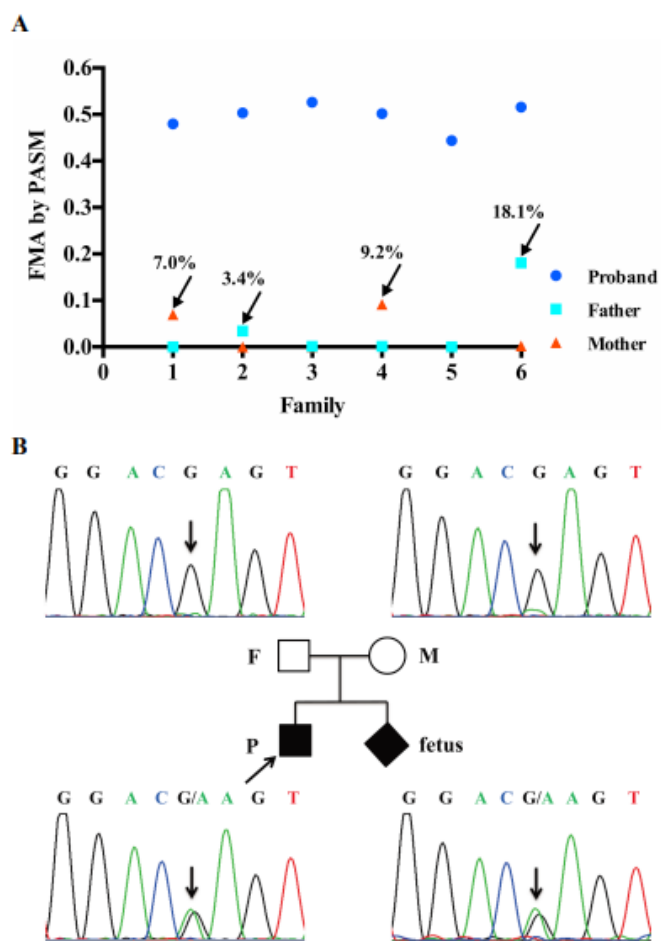 A
0.6
0.5
0.4
0.3
0.2
0.1
0.0
FMA by PASM
7.0%
3.4%
9.2%
18.1%
Proband
Father
Mother
0 1 2 3 4 5 6
Family
B
G G A C G A G T
G G A C G A G T
F M
P fetus
G G A C G/A A G T
G G A C G/A A G T